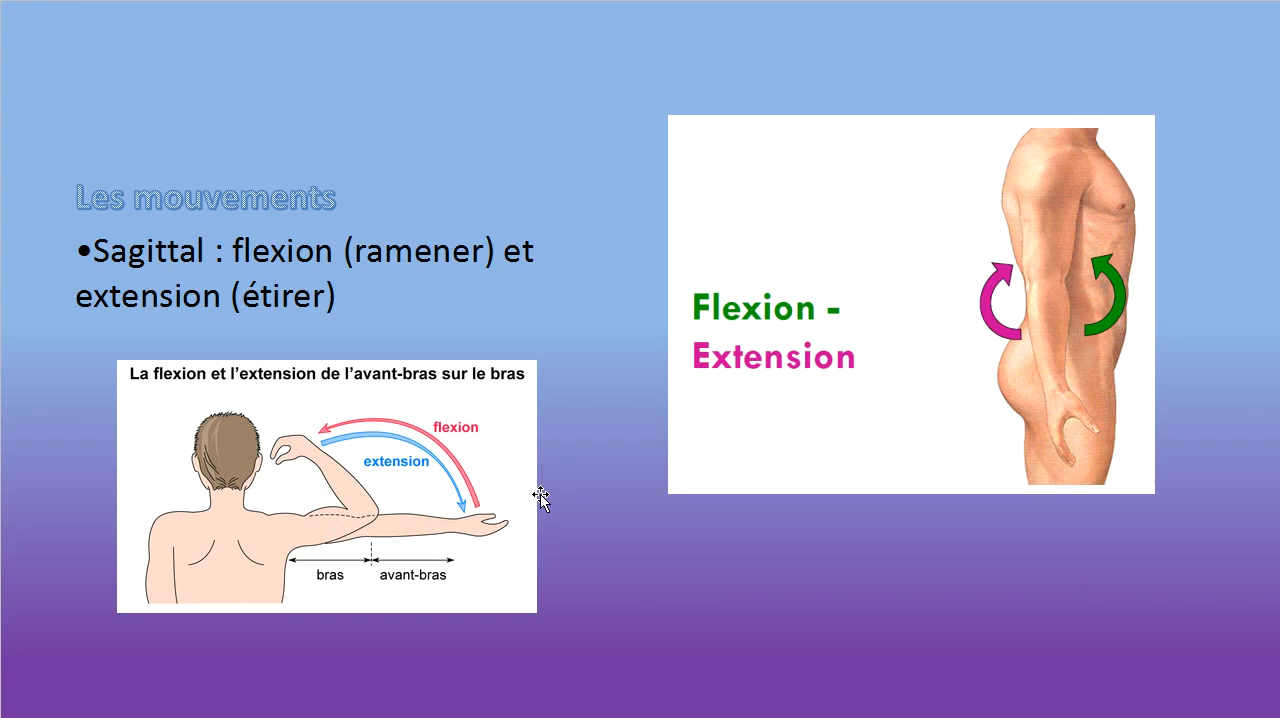 Les mouvements
•Sagittal : flexion (ramener) et
extension (étirer)
La flexion et l’extension de l’avant-bras sur le bras
flexion
extension
bras
avant-bras
Flexion -
Extension